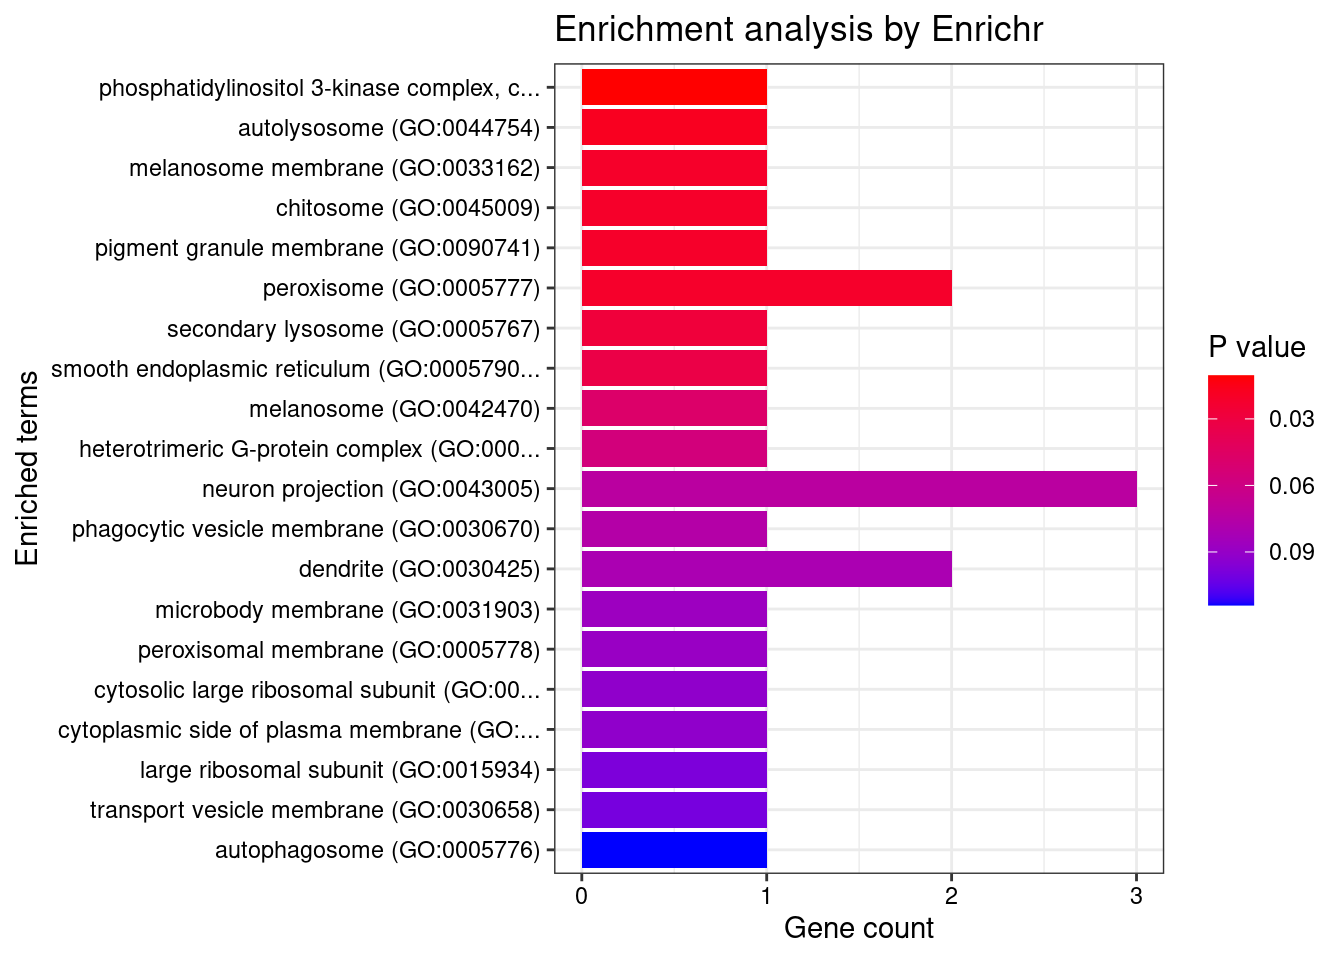 Enrichment analysis by Enrichr
phosphatidylinositol 3-kinase complex, c...
autolysosome (GO:0044754)
melanosome membrane (GO:0033162)
chitosome (GO:0045009)
pigment granule membrane (GO:0090741)
peroxisome (GO:0005777)
secondary lysosome (GO:0005767)
smooth endoplasmic reticulum (GO:0005790...
melanosome (GO:0042470)
heterotrimeric G-protein complex (GO:000...
neuron projection (GO:0043005)
phagocytic vesicle membrane (GO:0030670)
dendrite (GO:0030425)
microbody membrane (GO:0031903)
peroxisomal membrane (GO:0005778)
cytosolic large ribosomal subunit (GO:00...
cytoplasmic side of plasma membrane (GO:...
large ribosomal subunit (GO:0015934)
transport vesicle membrane (GO:0030658)
autophagosome (GO:0005776)
Enriched terms
0 1 2 3
Gene count
P value
0.03
0.06
0.09